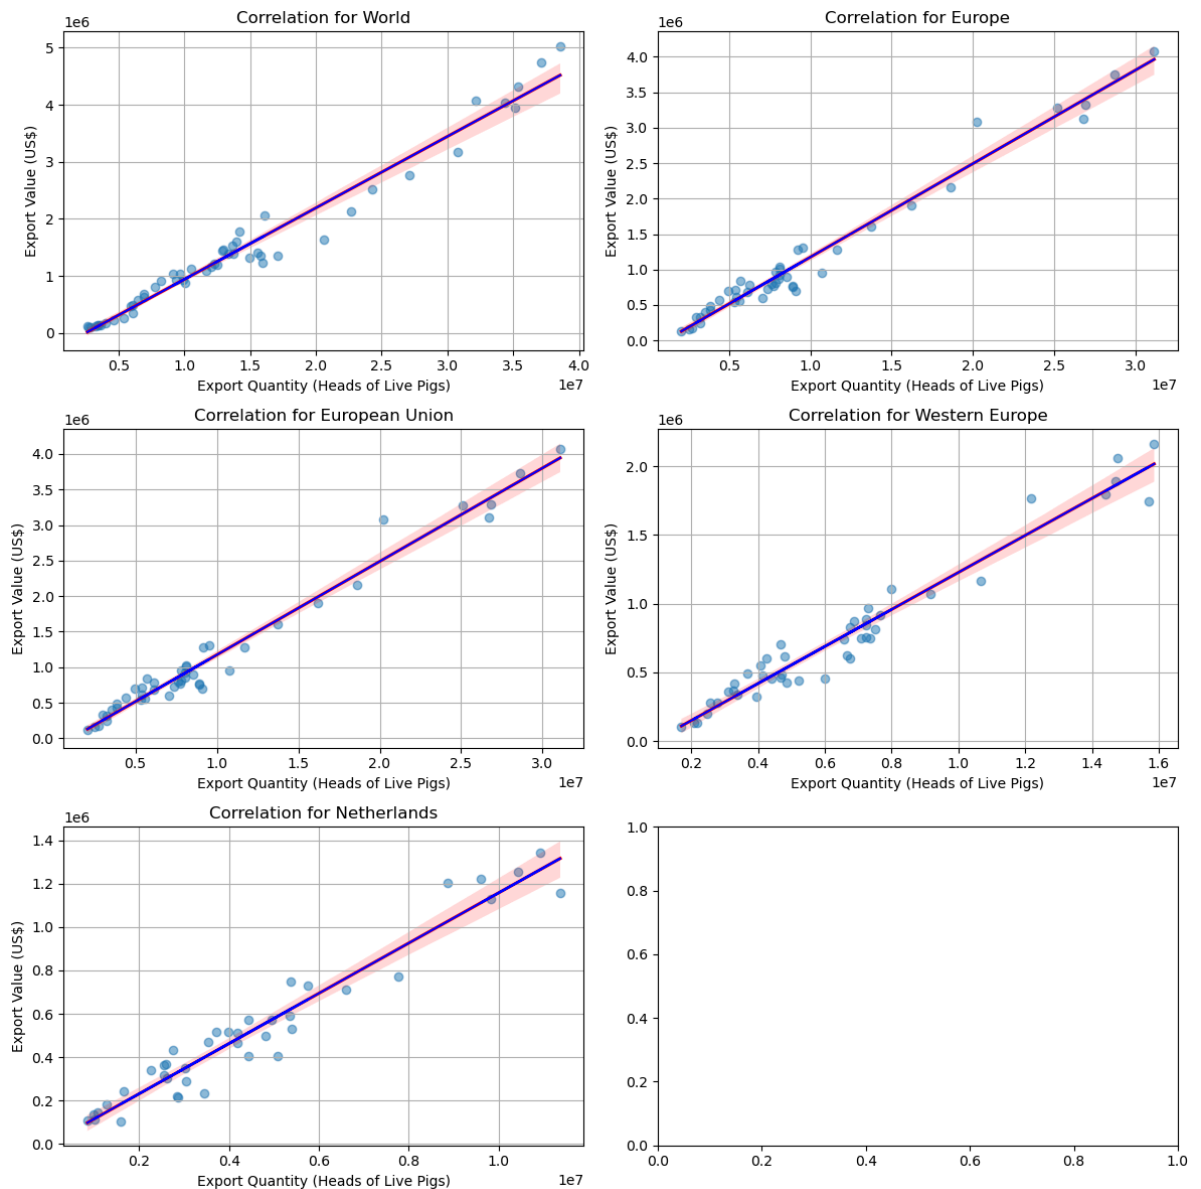 Correlation for World
1e6
5
4
3
2
1
0
Export Value (US$)
0.5 1.0 1.5 2.0 2.5 3.0 3.5 4.0
Export Quantity (Heads of Live Pigs)
1e7
Correlation for Europe
1e6
4.0
3.5
3.0
2.5
2.0
1.5
1.0
0.5
0.0
Export Value (US$)
0.5 1.0 1.5 2.0 2.5 3.0
Export Quantity (Heads of Live Pigs)
1e7
Correlation for European Union
1e6
4.0
3.5
3.0
2.5
2.0
1.5
1.0
0.5
0.0
Export Value (US$)
0.5 1.0 1.5 2.0 2.5 3.0
Export Quantity (Heads of Live Pigs)
1e7
Correlation for Western Europe
1e6
2.0
1.5
1.0
0.5
0.0
Export Value (US$)
0.2 0.4 0.6 0.8 1.0 1.2 1.4 1.6
Export Quantity (Heads of Live Pigs)
1e7
Correlation for Netherlands
1e6
1.4
1.2
1.0
0.8
0.6
0.4
0.2
0.0
Export Value (US$)
0.2 0.4 0.6 0.8 1.0
Export Quantity (Heads of Live Pigs)
1e7
1.0
0.8
0.6
0.4
0.2
0.0
0.0 0.2 0.4 0.6 0.8 1.0